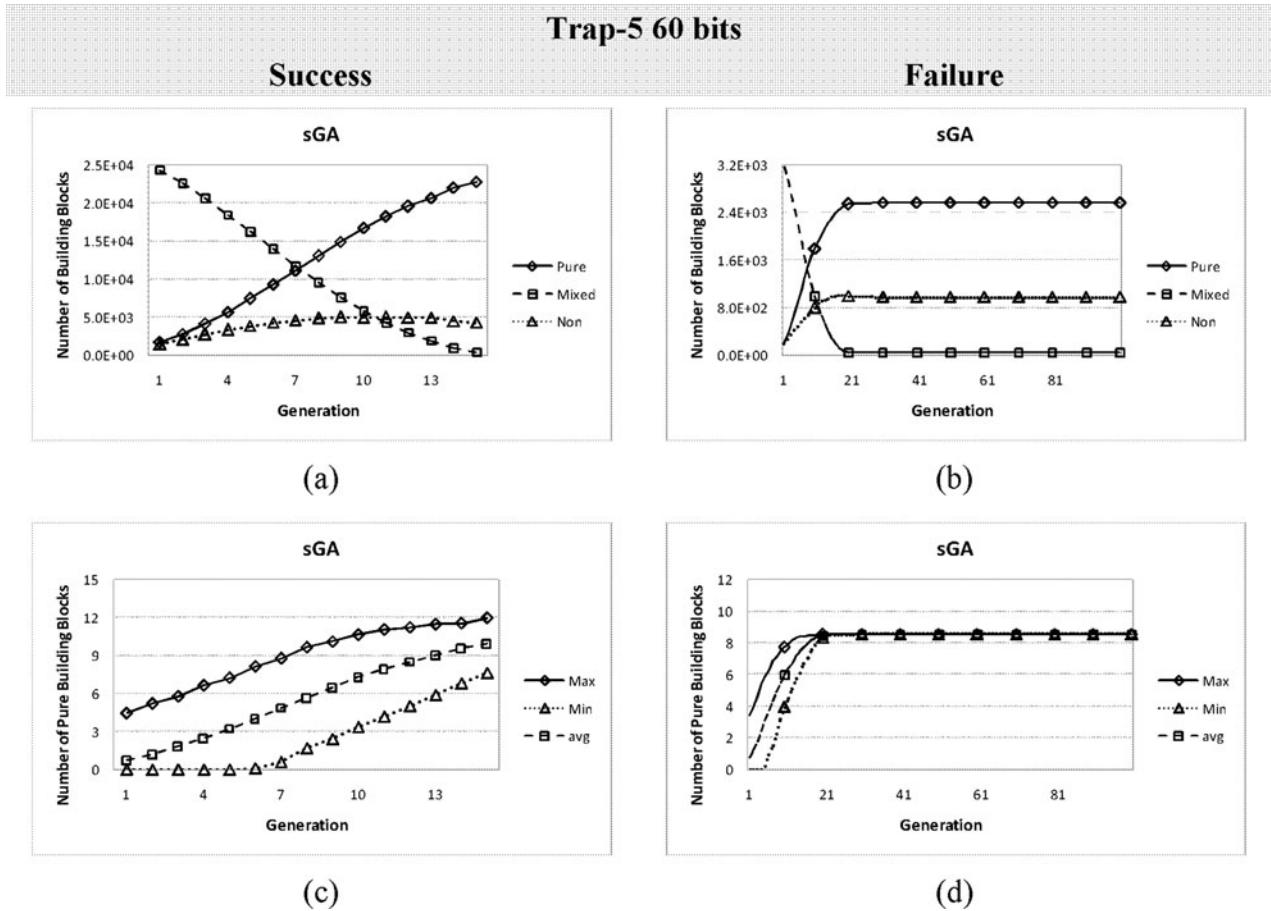 Trap-5 60 bits
Success
Failure
sGA
Number of Building Blocks
2.5E+04
2.0E+04
1.5E+04
1.0E+04
5.0E+03
0.0E+00
1 4 7 10 13
Generation
Pure
Mixed
Non
(a)
sGA
Number of Building Blocks
3.2E+03
2.4E+03
1.6E+03
8.0E+02
0.0E+00
1 21 41 61 81
Generation
Pure
Mixed
Non
(b)
sGA
Number of Pure Building Blocks
15
12
9
6
3
0
1 4 7 10 13
Generation
Max
Min
avg
(c)
sGA
Number of Pure Building Blocks
12
10
8
6
4
2
0
1 21 41 61 81
Generation
Max
Min
avg
(d)